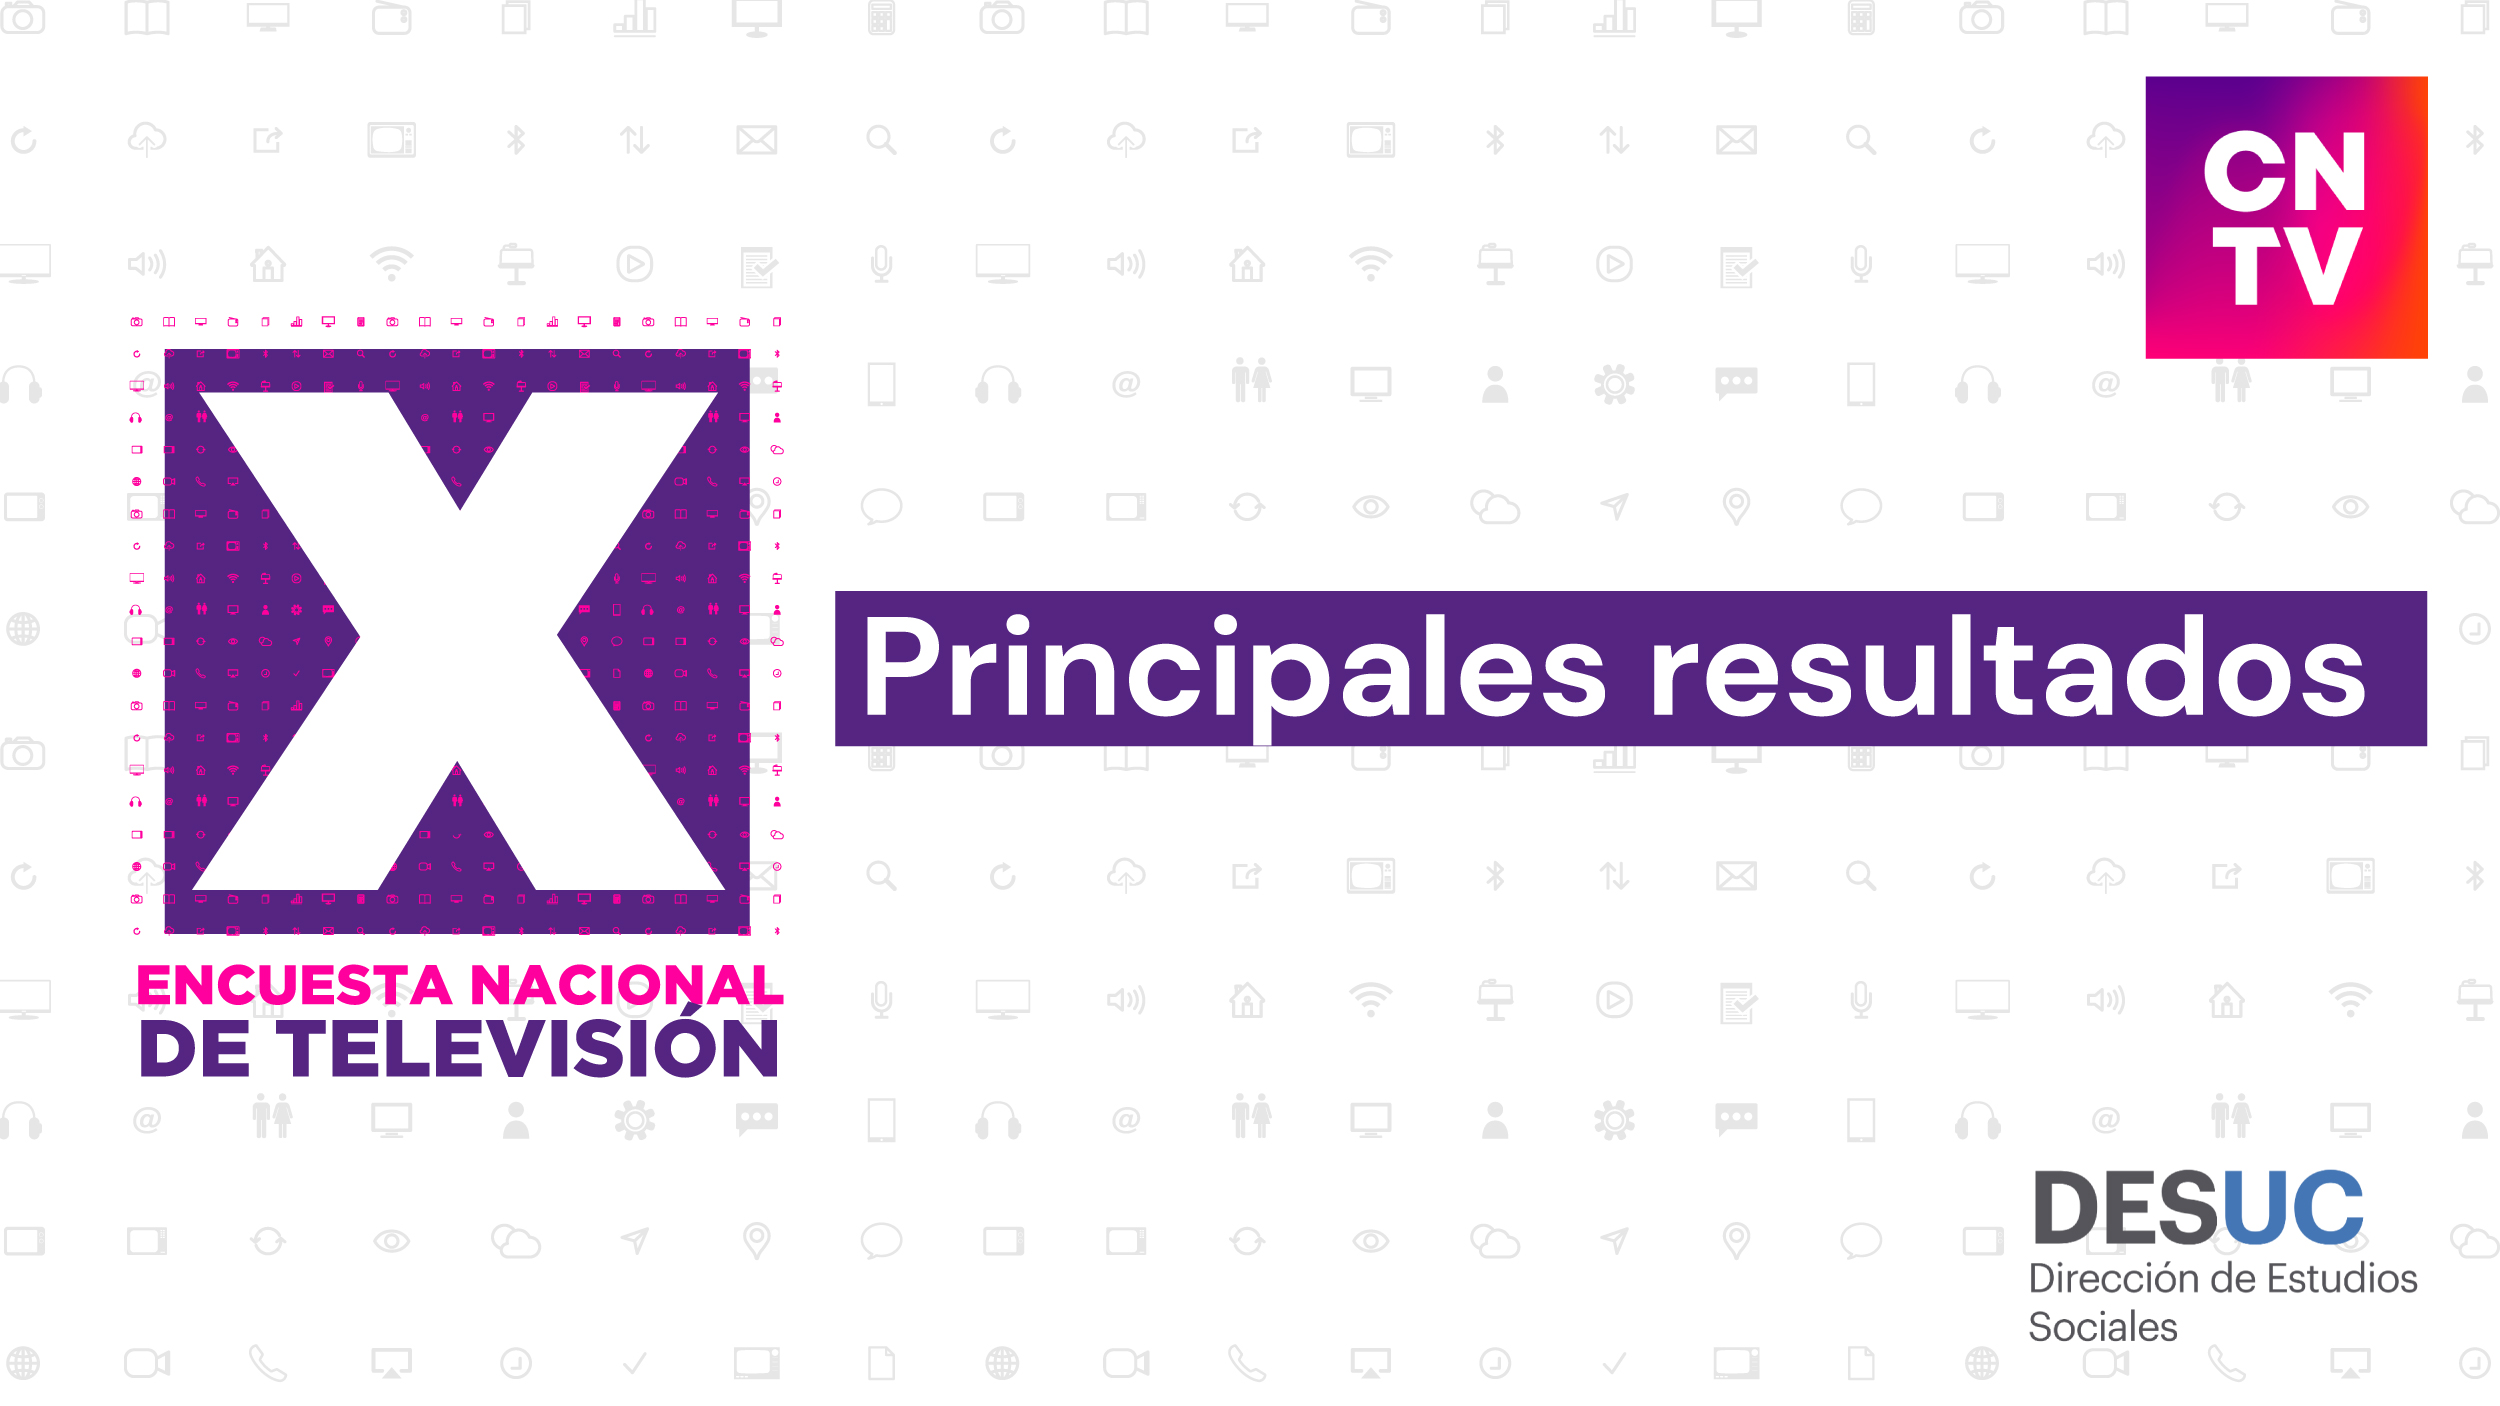 CN
TV
X
Principales resultados
ENCUESTA NACIONAL
DE TELEVISIÓN
DESUC
Dirección de Estudios
Sociales